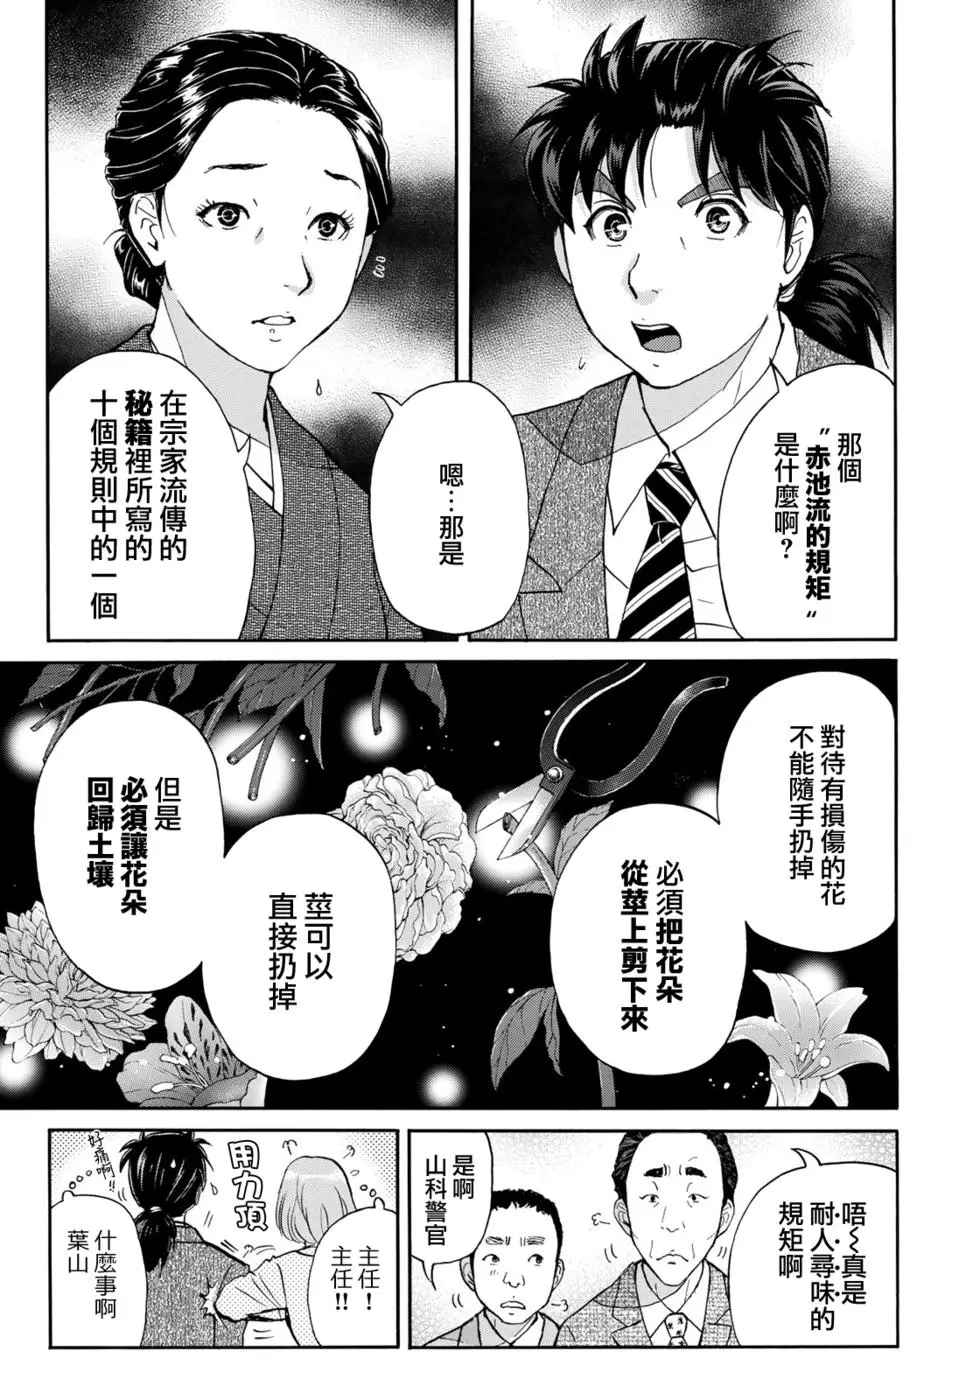 那個
“赤池流的規矩”
是什麼啊？
嗯…那是
在宗家流傳的
秘籍裡所寫的
十個規則中的一個
對待有損傷的花
不能隨手扔掉
必須把花朵
從莖上剪下來
莖可以
直接扔掉
但是
必須讓花朵
回歸土壤
唔～真是
耐人尋味的
規矩啊
是啊
山科警官
主任！
主任!!
用力頂
好痛啊!!
什麼事啊
葉山